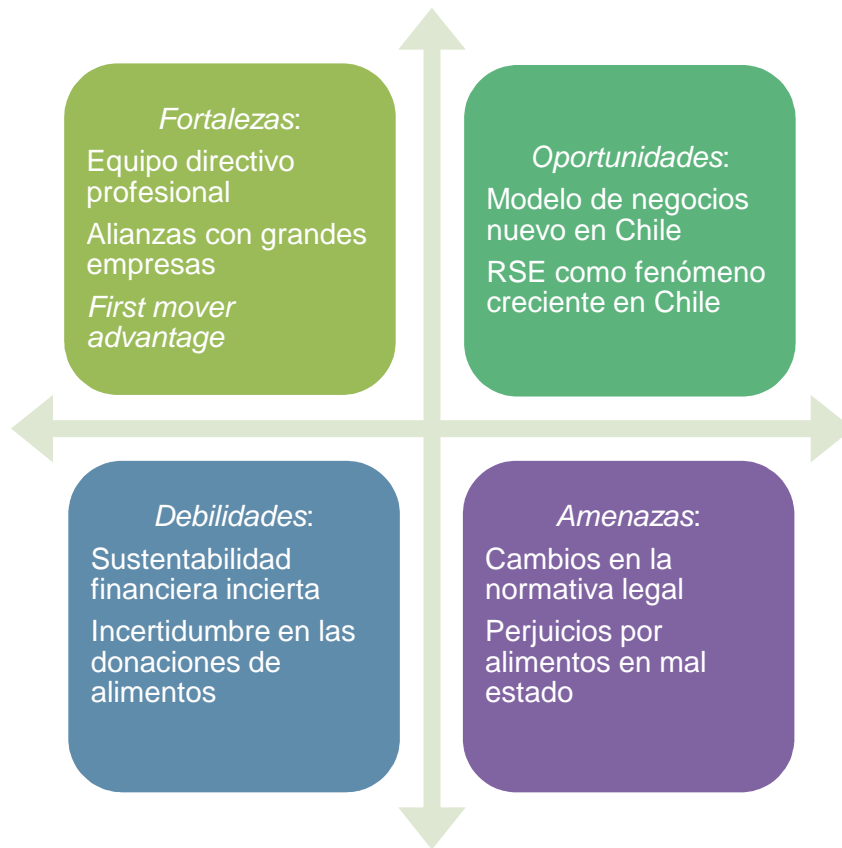 Fortalezas:
Equipo directivo
profesional
Alianzas con grandes
empresas
First mover
advantage
Oportunidades:
Modelo de negocios
nuevo en Chile
RSE como fenómeno
creciente en Chile
Debilidades:
Sustentabilidad
financiera incierta
Incertidumbre en las
donaciones de
alimentos
Amenazas:
Cambios en la
normativa legal
Perjuicios por
alimentos en mal
estado